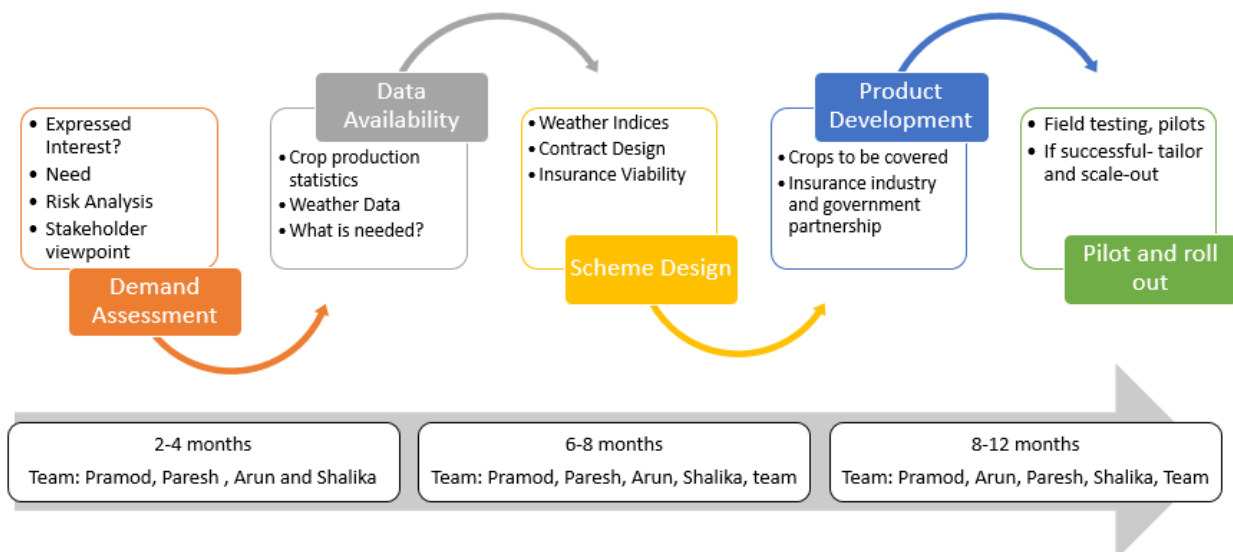 • Expressed
Interest?
• Need
• Risk Analysis
• Stakeholder
viewpoint
Demand
Assessment
Data
Availability
• Crop production
statistics
• Weather Data
• What is needed?
• Weather Indices
• Contract Design
• Insurance Viability
Scheme Design
Product
Development
• Crops to be covered
• Insurance industry
and government
partnership
• Field testing, pilots
• If successful- tailor
and scale-out
Pilot and roll
out
2-4 months
Team: Pramod, Paresh , Arun and Shalika
6-8 months
Team: Pramod, Paresh, Arun, Shalika, team
8-12 months
Team: Pramod, Arun, Paresh, Shalika, Team